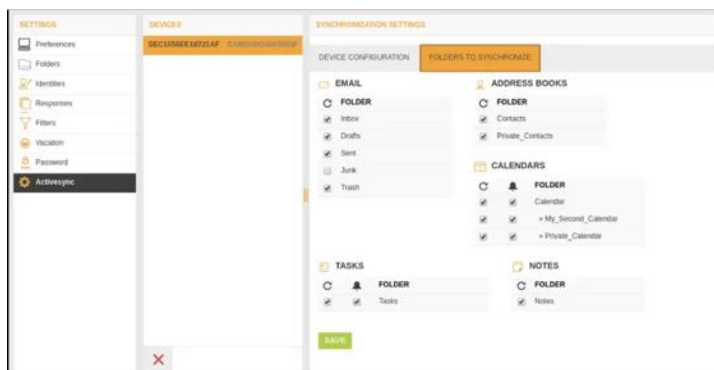 SETTINGS
Preferences
Folders
Identities
Responses
Filters
Vacation
Password
Activesync
DEVICES
SYNCHRONIZATION SETTINGS
DEVICE CONFIGURATION
FOLDERS TO SYNCHRONIZE
EMAIL
FOLDER
Inbox
Drafts
Sent
Junk
Trash
ADDRESS BOOKS
FOLDER
Contacts
Private_Contacts
CALENDARS
FOLDER
Calendar
» My_Second_Calendar
» Private_Calendar
TASKS
FOLDER
Tasks
NOTES
FOLDER
Notes
SAVE